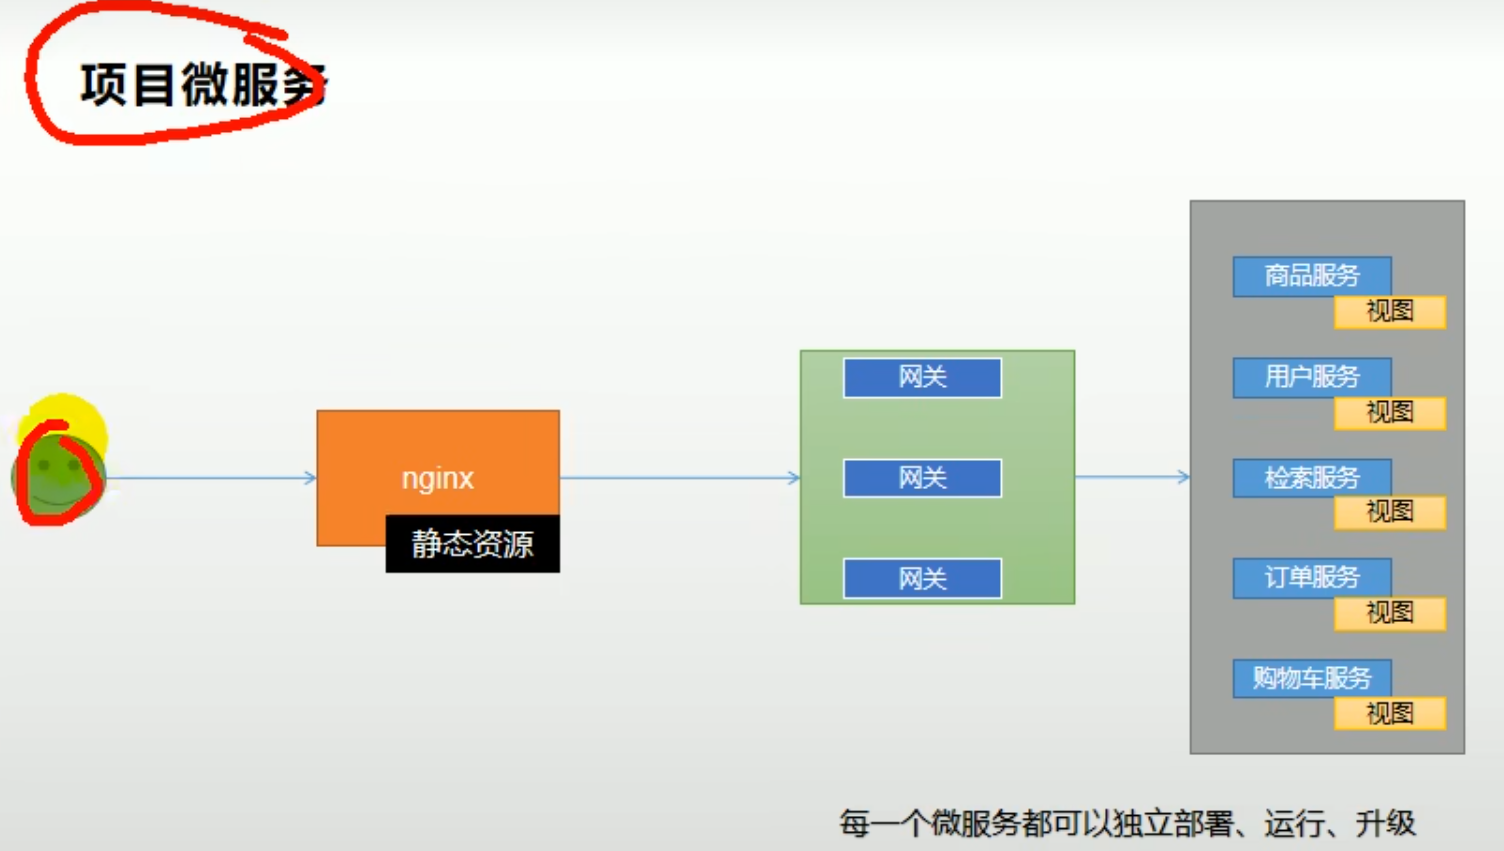 项目微服务
nginx
静态资源
网关
网关
网关
商品服务
视图
用户服务
视图
检索服务
视图
订单服务
视图
购物车服务
视图
每一个微服务都可以独立部署、运行、升级